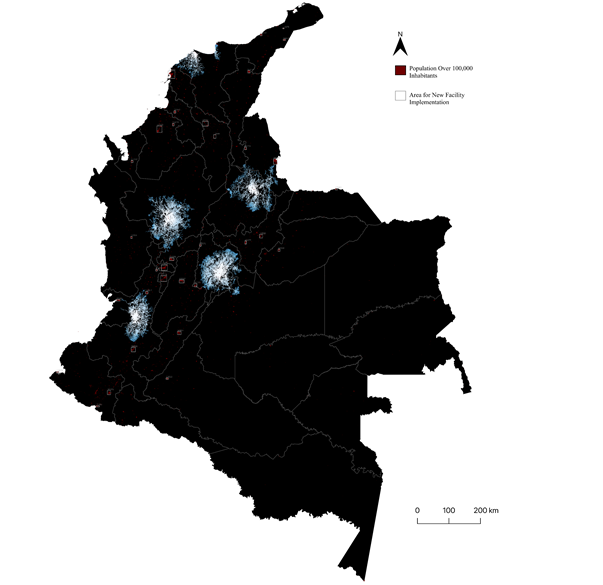 N
Population Over 100,000
Inhabitants
Area for New Facility
Implementation
0 100 200 km